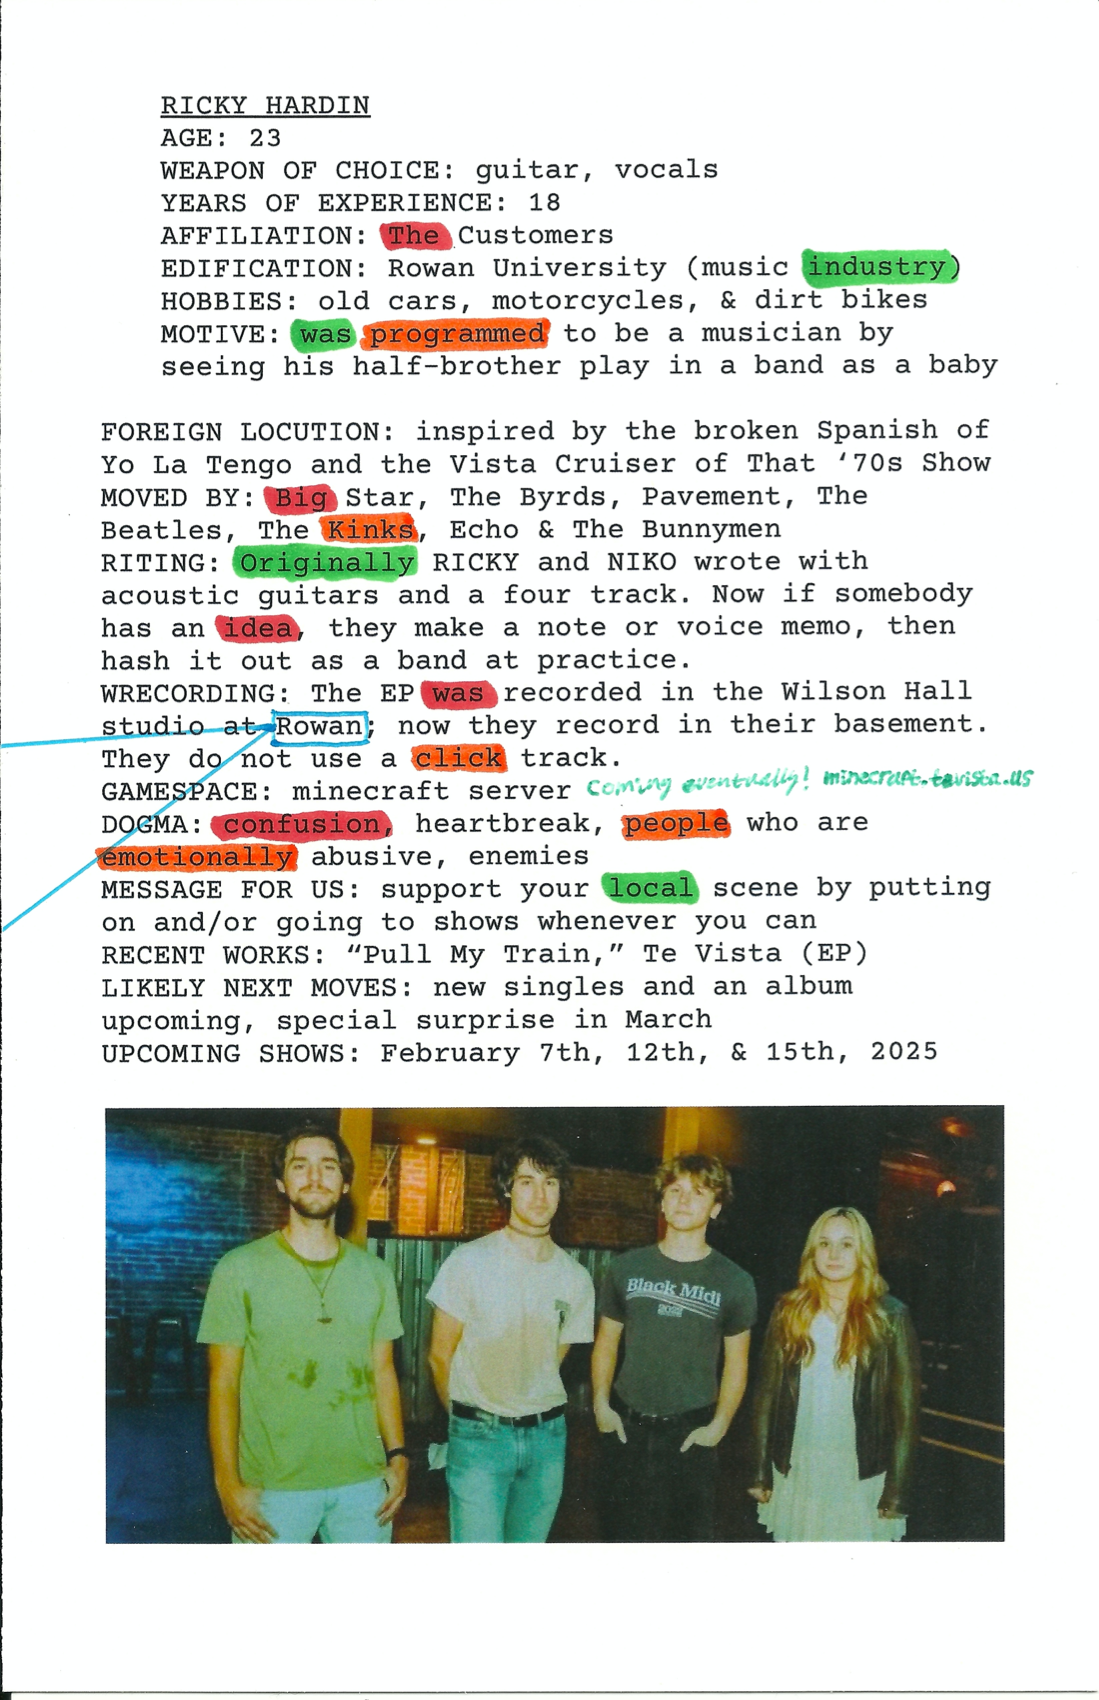 RICKY HARDIN
AGE: 23
WEAPON OF CHOICE: guitar, vocals
YEARS OF EXPERIENCE: 18
AFFILIATION: The Customers
EDIFICATION: Rowan University (music industry)
HOBBIES: old cars, motorcycles, & dirt bikes
MOTIVE: was programmed to be a musician by
seeing his half-brother play in a band as a baby
FOREIGN LOCUTION: inspired by the broken Spanish of
Yo La Tengo and the Vista Cruiser of That ‘70s Show
MOVED BY: Big Star, The Byrds, Pavement, The
Beatles, The Kinks, Echo & The Bunnymen
RITING: Originally RICKY and NIKO wrote with
acoustic guitars and a four track. Now if somebody
has an idea, they make a note or voice memo, then
hash it out as a band at practice.
WRECORDING: The EP was recorded in the Wilson Hall
studio at Rowan; now they record in their basement.
They do not use a click track.
GAMESPACE: minecraft server Coming eventually! minecraft.tevista.us
DOGMA: confusion, heartbreak, people who are
emotionally abusive, enemies
MESSAGE FOR US: support your local scene by putting
on and/or going to shows whenever you can
RECENT WORKS: “Pull My Train,” Te Vista (EP)
LIKELY NEXT MOVES: new singles and an album
upcoming, special surprise in March
UPCOMING SHOWS: February 7th, 12th, & 15th, 2025
Black Midi
2022